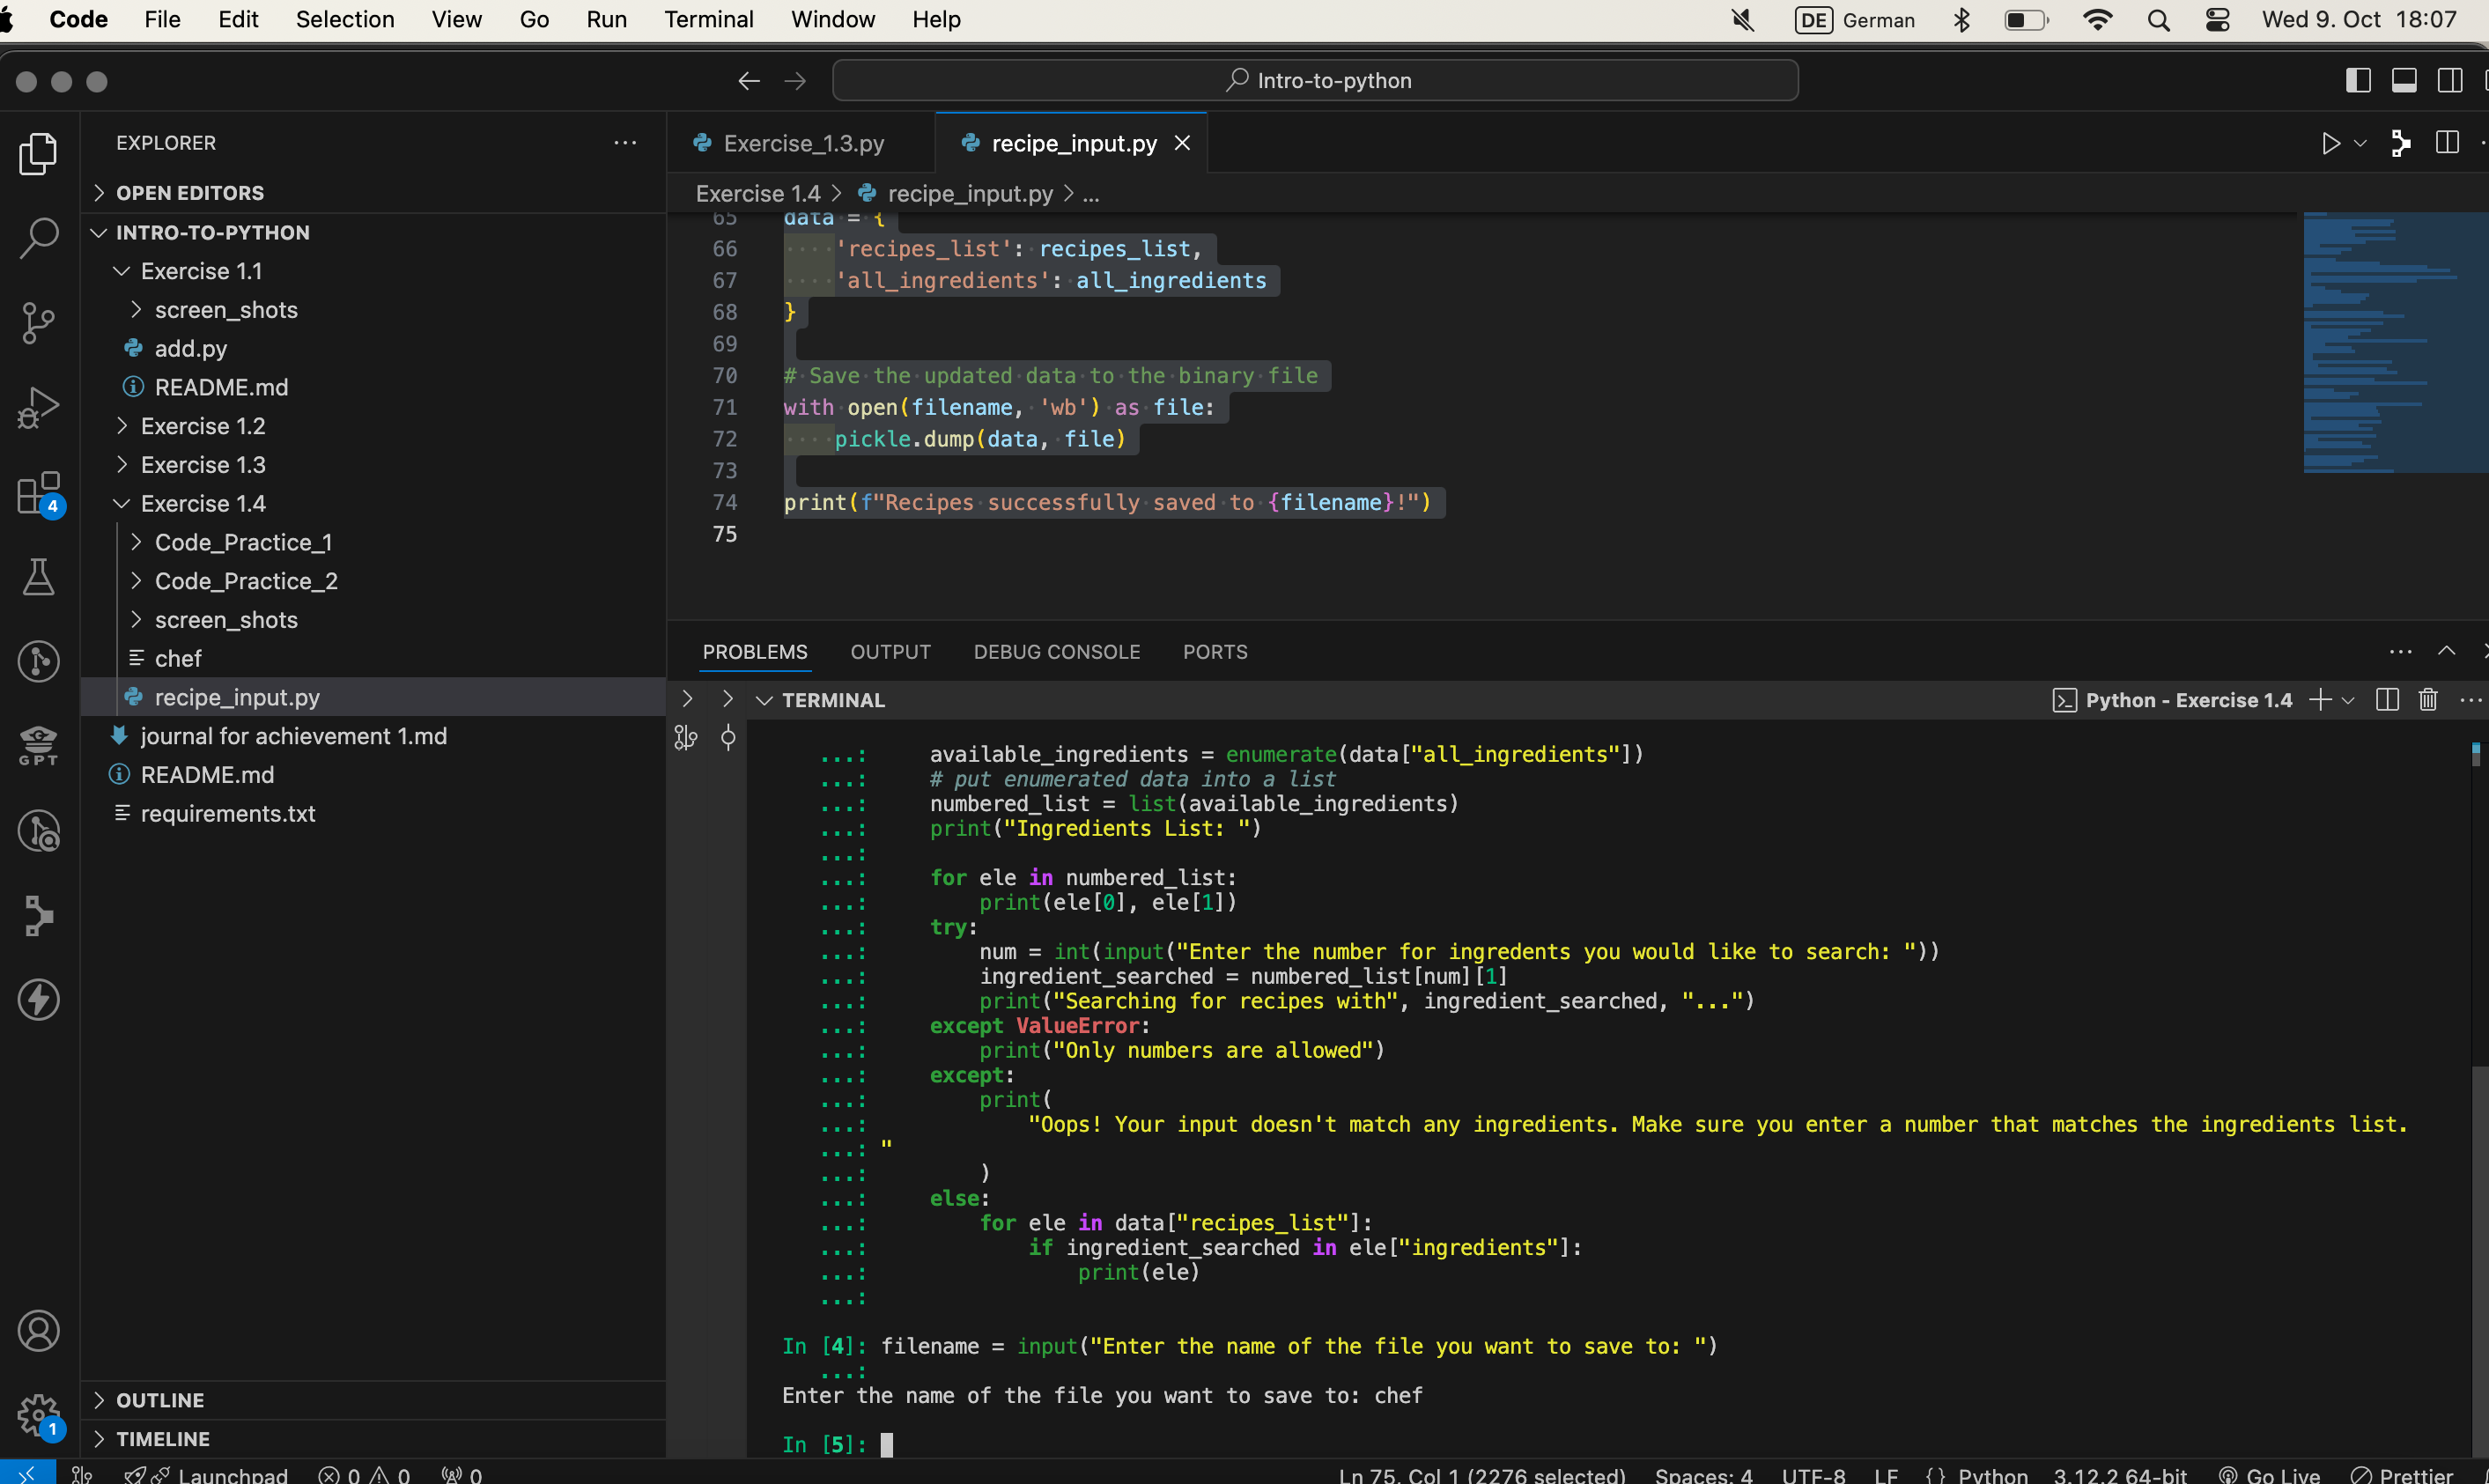 Code File Edit Selection View Go Run Terminal Window Help DE German Wed 9. Oct 18:07
Intro-to-python
EXPLORER
OPEN EDITORS
INTRO-TO-PYTHON
Exercise 1.1
screen_shots
add.py
README.md
Exercise 1.2
Exercise 1.3
Exercise 1.4
Code_Practice_1
Code_Practice_2
screen_shots
chef
recipe_input.py
journal for achievement 1.md
README.md
requirements.txt
OUTLINE
TIMELINE
4
GPT
1
Exercise_1.3.py recipe_input.py
Exercise 1.4 > recipe_input.py > ...
65 data = {
66     'recipes_list': recipes_list,
67     'all_ingredients': all_ingredients
68 }
69
70 # Save the updated data to the binary file
71 with open(filename, 'wb') as file:
72     pickle.dump(data, file)
73
74 print(f"Recipes successfully saved to {filename}!")
75
PROBLEMS OUTPUT DEBUG CONSOLE PORTS
TERMINAL Python - Exercise 1.4
...:     available_ingredients = enumerate(data["all_ingredients"])
...:     # put enumerated data into a list
...:     numbered_list = list(available_ingredients)
...:     print("Ingredients List: ")
...:
...:     for ele in numbered_list:
...:         print(ele[0], ele[1])
...:     try:
...:         num = int(input("Enter the number for ingredents you would like to search: "))
...:         ingredient_searched = numbered_list[num][1]
...:         print("Searching for recipes with", ingredient_searched, "...")
...:     except ValueError:
...:         print("Only numbers are allowed")
...:     except:
...:         print(
...:             "Oops! Your input doesn't match any ingredients. Make sure you enter a number that matches the ingredients list.
...: "
...:         )
...:     else:
...:         for ele in data["recipes_list"]:
...:             if ingredient_searched in ele["ingredients"]:
...:                 print(ele)
...:
In [4]: filename = input("Enter the name of the file you want to save to: ")
...:
Enter the name of the file you want to save to: chef
In [5]:
Launchpad 0 0 0 Ln 75, Col 1 (2276 selected) Spaces: 4 UTF-8 LF {} Python 3.12.2 64-bit Go Live Prettier